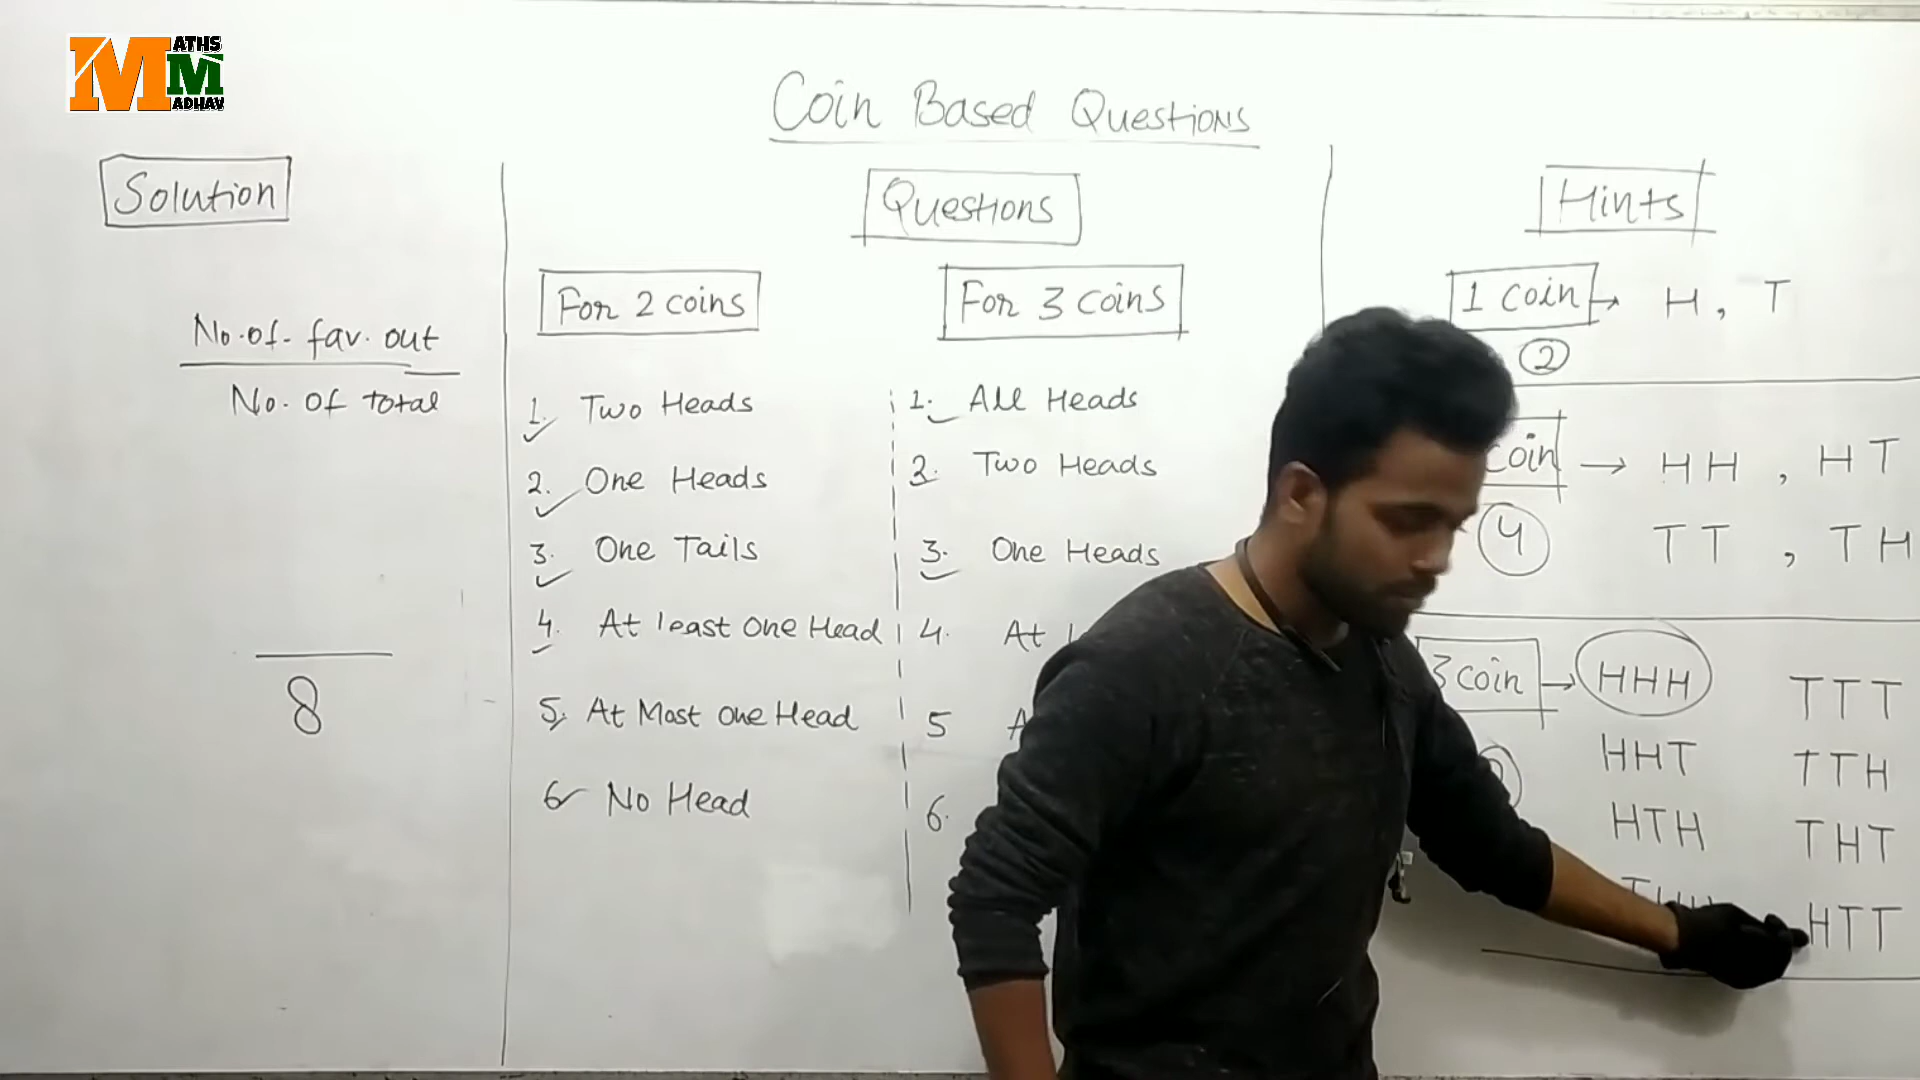 MATHS
MADHAV
Coin Based Questions
Solution
No. of. fav. out
No. of total
8
Questions
For 2 coins
1. Two Heads
2. One Heads
3. One Tails
4. At least One Head
5. At Most One Head
6 No Head
For 3 coins
1. All Heads
2. Two Heads
3. One Heads
4. At
5
6.
Hints
1 coin → H, T
2
coin → HH, HT
4 TT, TH
3 coin → HHH TTT
HHT TTH
HTH THT
HTT